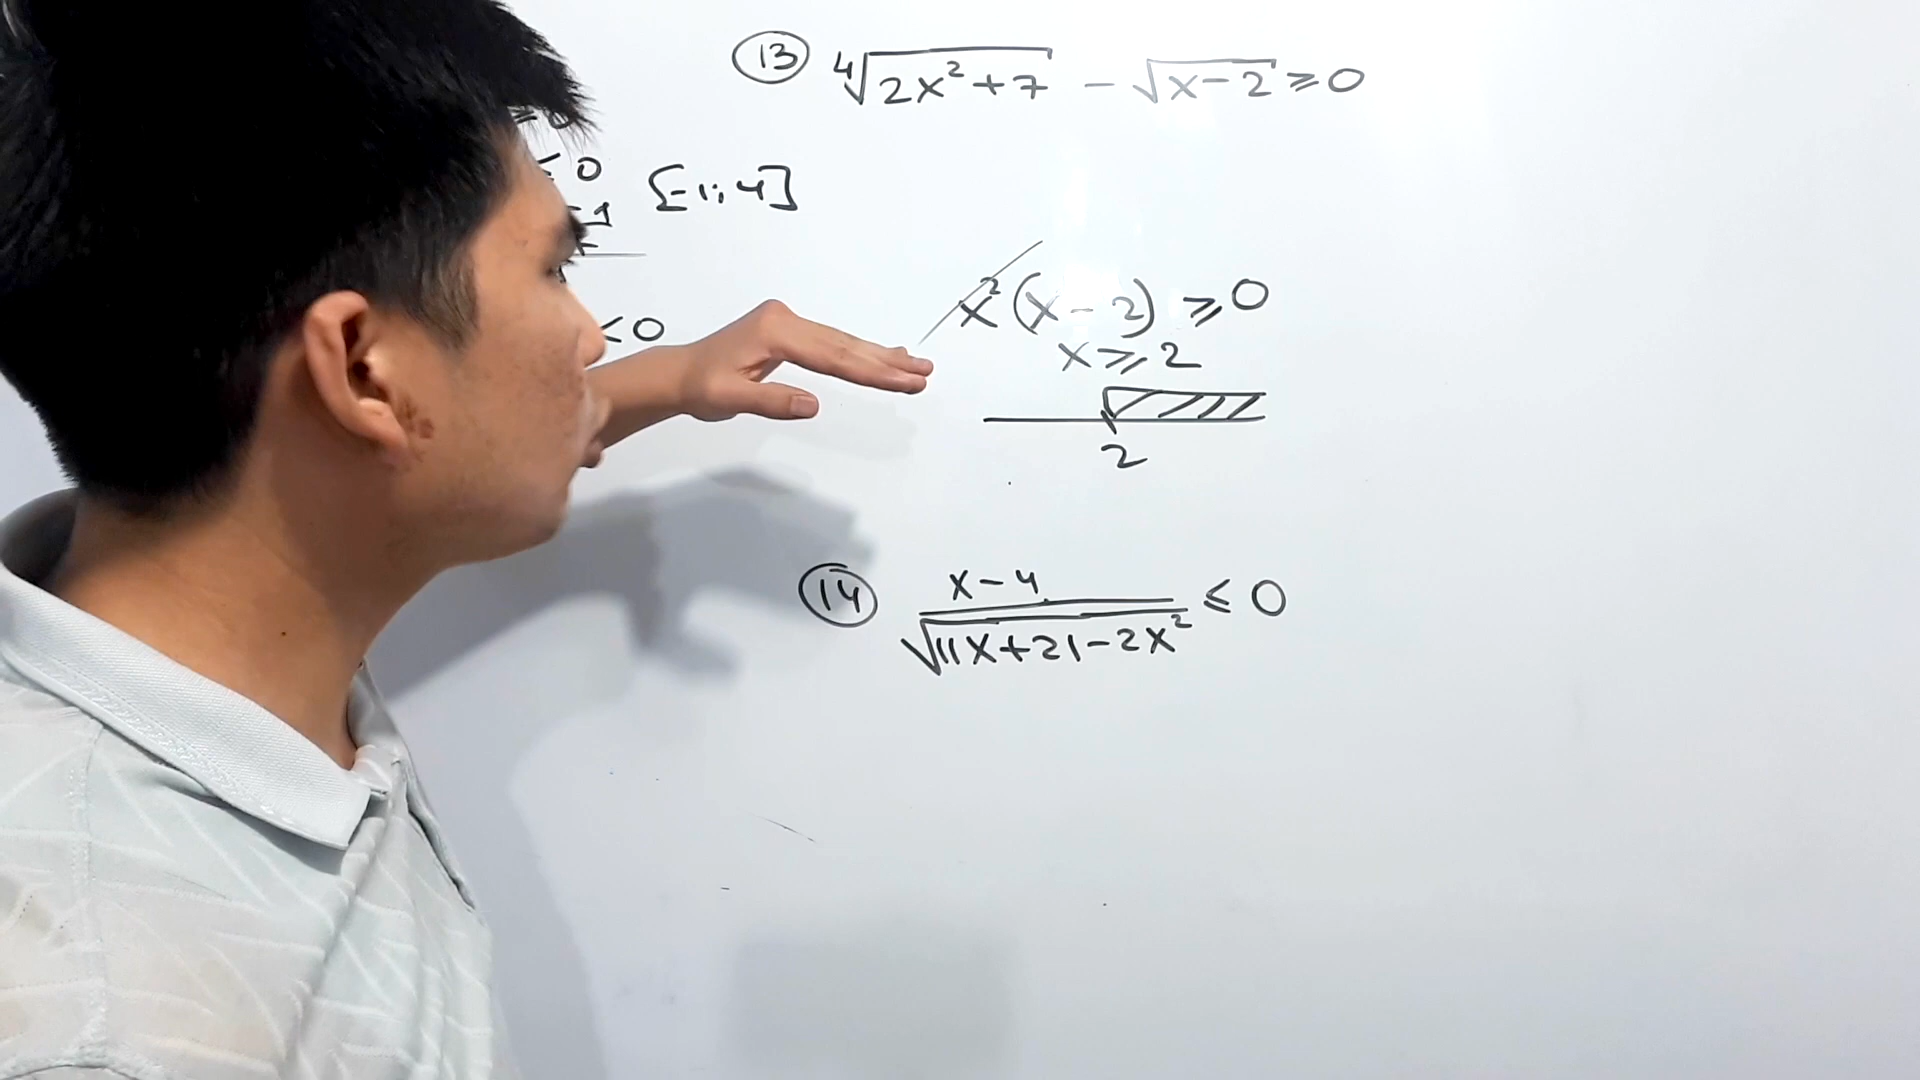 ⑬ ∜(2x²+7) - √(x-2) ≥ 0
≤ 0
[-1; 4]
< 0
x²(x-2) ≥ 0
x ≥ 2
2
⑭ (x-4)/√(11x+21-2x²) ≤ 0